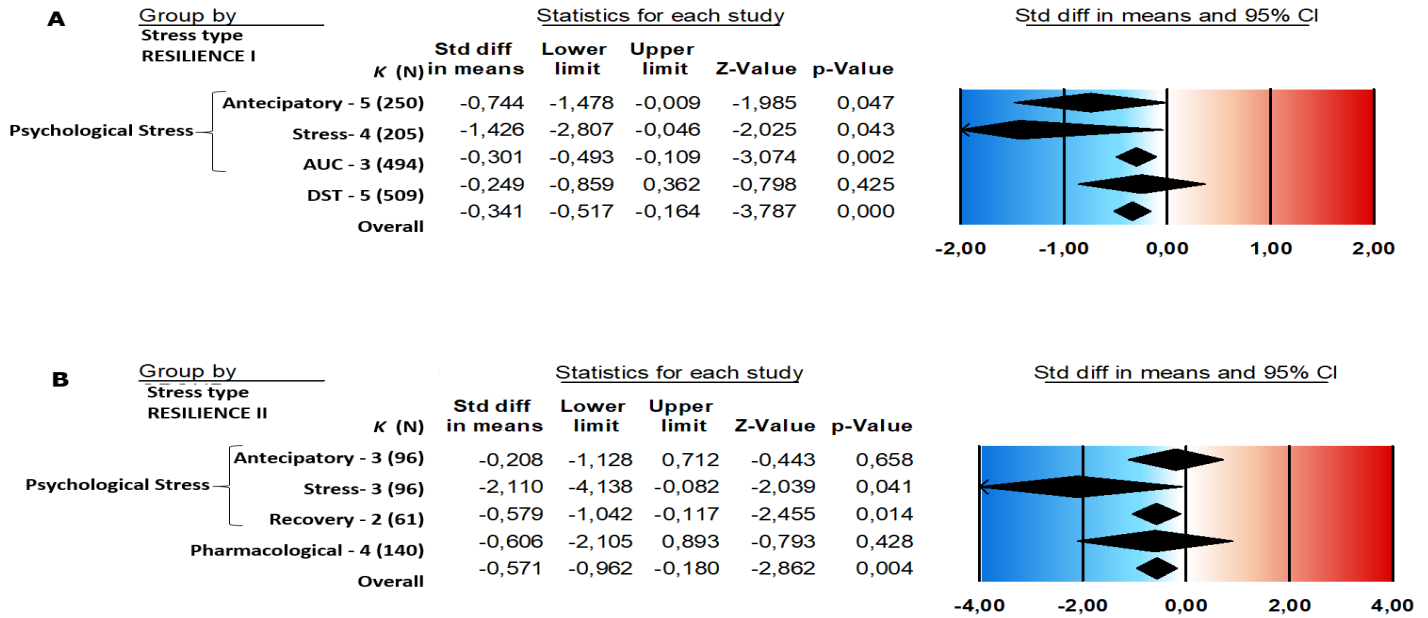 A
Group by
Statistics for each study
Std diff in means and 95% CI
Stress type
RESILIENCE I
K (N)
Std diff in means
Lower limit
Upper limit
Z-Value
p-Value
Psychological Stress
Antecipatory - 5 (250) -0,744 -1,478 -0,009 -1,985 0,047
Stress- 4 (205) -1,426 -2,807 -0,046 -2,025 0,043
AUC - 3 (494) -0,301 -0,493 -0,109 -3,074 0,002
DST - 5 (509) -0,249 -0,859 0,362 -0,798 0,425
Overall -0,341 -0,517 -0,164 -3,787 0,000
-2,00 -1,00 0,00 1,00 2,00
B
Group by
Statistics for each study
Std diff in means and 95% CI
Stress type
RESILIENCE II
K (N)
Std diff in means
Lower limit
Upper limit
Z-Value
p-Value
Psychological Stress
Antecipatory - 3 (96) -0,208 -1,128 0,712 -0,443 0,658
Stress- 3 (96) -2,110 -4,138 -0,082 -2,039 0,041
Recovery - 2 (61) -0,579 -1,042 -0,117 -2,455 0,014
Pharmacological - 4 (140) -0,606 -2,105 0,893 -0,793 0,428
Overall -0,571 -0,962 -0,180 -2,862 0,004
-4,00 -2,00 0,00 2,00 4,00